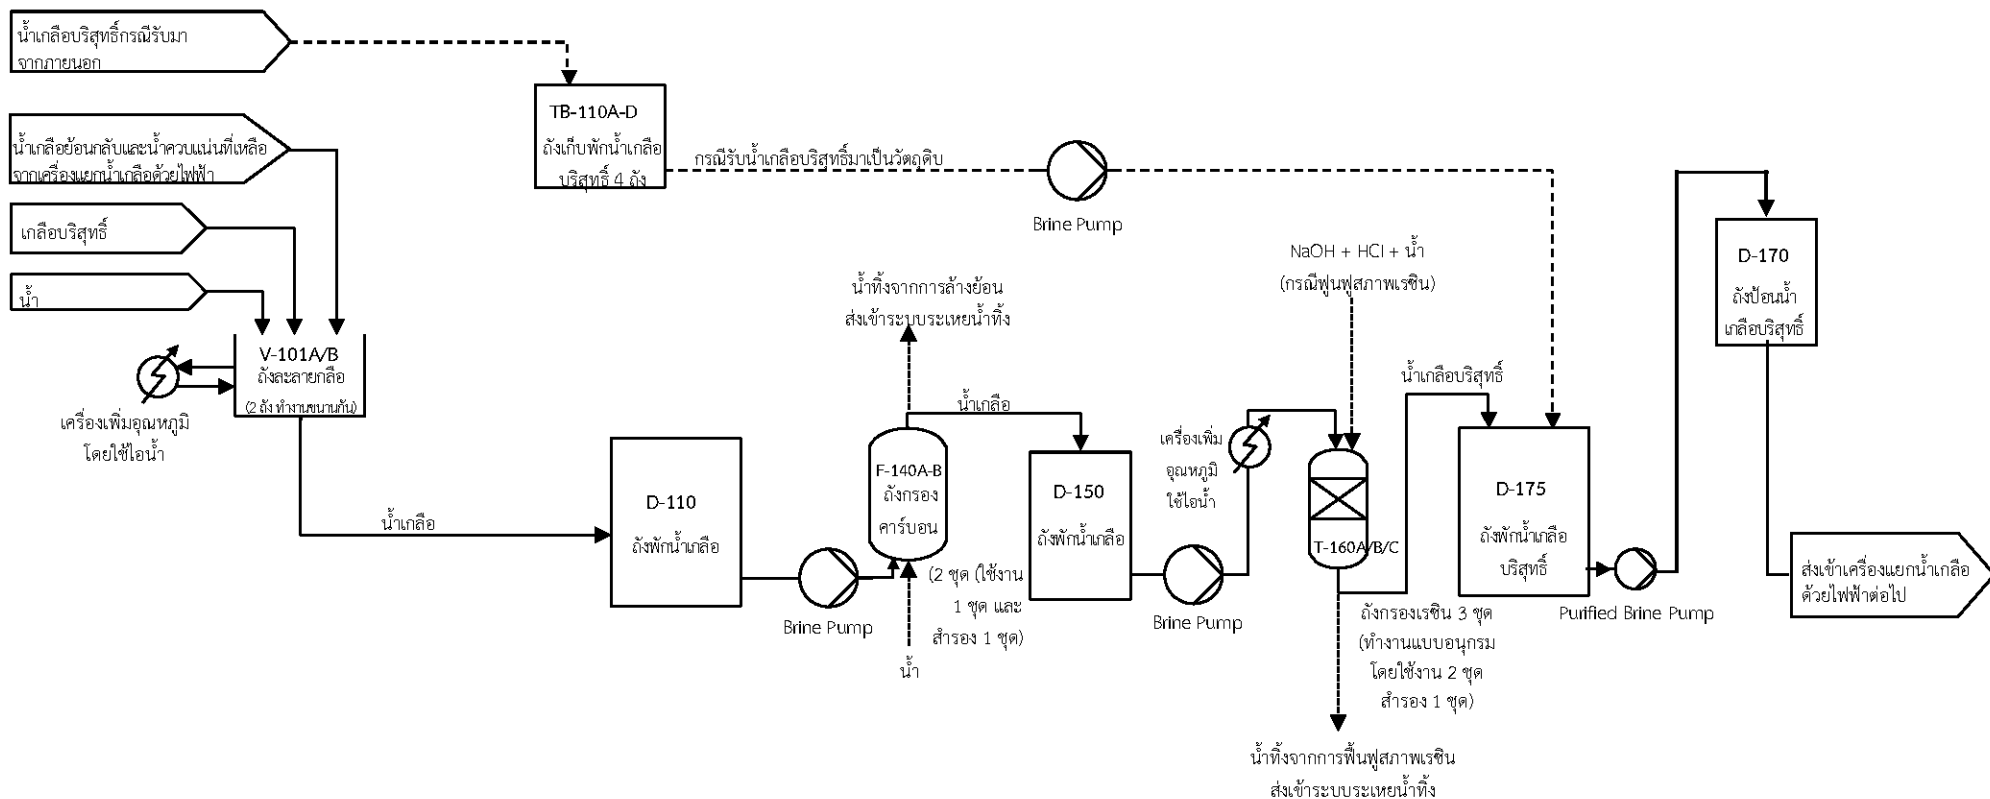 น้ำเกลือบริสุทธิ์กรณีรับมา
จากภายนอก
TB-110A-D
ถังเก็บพักน้ำเกลือ
บริสุทธิ์ 4 ถัง
กรณีรับน้ำเกลือบริสุทธิ์มาเป็นวัตถุดิบ
Brine Pump
น้ำเกลือย้อนกลับและน้ำควบแน่นที่เหลือ
จากเครื่องแยกน้ำเกลือด้วยไฟฟ้า
เกลือบริสุทธิ์
น้ำ
V-101A/B
ถังละลายกลือ
(2 ถัง ทำงานขนานกัน)
เครื่องเพิ่มอุณหภูมิ
โดยใช้ไอน้ำ
น้ำเกลือ
D-110
ถังพักน้ำเกลือ
Brine Pump
น้ำทิ้งจากการล้างย้อน
ส่งเข้าระบบระเหยน้ำทิ้ง
F-140A-B
ถังกรอง
คาร์บอน
(2 ชุด (ใช้งาน
1 ชุด และ
สำรอง 1 ชุด)
น้ำ
น้ำเกลือ
D-150
ถังพักน้ำเกลือ
Brine Pump
เครื่องเพิ่ม
อุณหภูมิ
ใช้ไอน้ำ
NaOH + HCl + น้ำ
(กรณีฟูนฟูสภาพเรซิน)
T-160A/B/C
ถังกรองเรซิน 3 ชุด
(ทำงานแบบอนุกรม
โดยใช้งาน 2 ชุด
สำรอง 1 ชุด)
น้ำทิ้งจากการฟื้นฟูสภาพเรซิน
ส่งเข้าระบบระเหยน้ำทิ้ง
น้ำเกลือบริสุทธิ์
D-175
ถังพักน้ำเกลือ
บริสุทธิ์
Purified Brine Pump
D-170
ถังป้อนน้ำ
เกลือบริสุทธิ์
ส่งเข้าเครื่องแยกน้ำเกลือ
ด้วยไฟฟ้าต่อไป